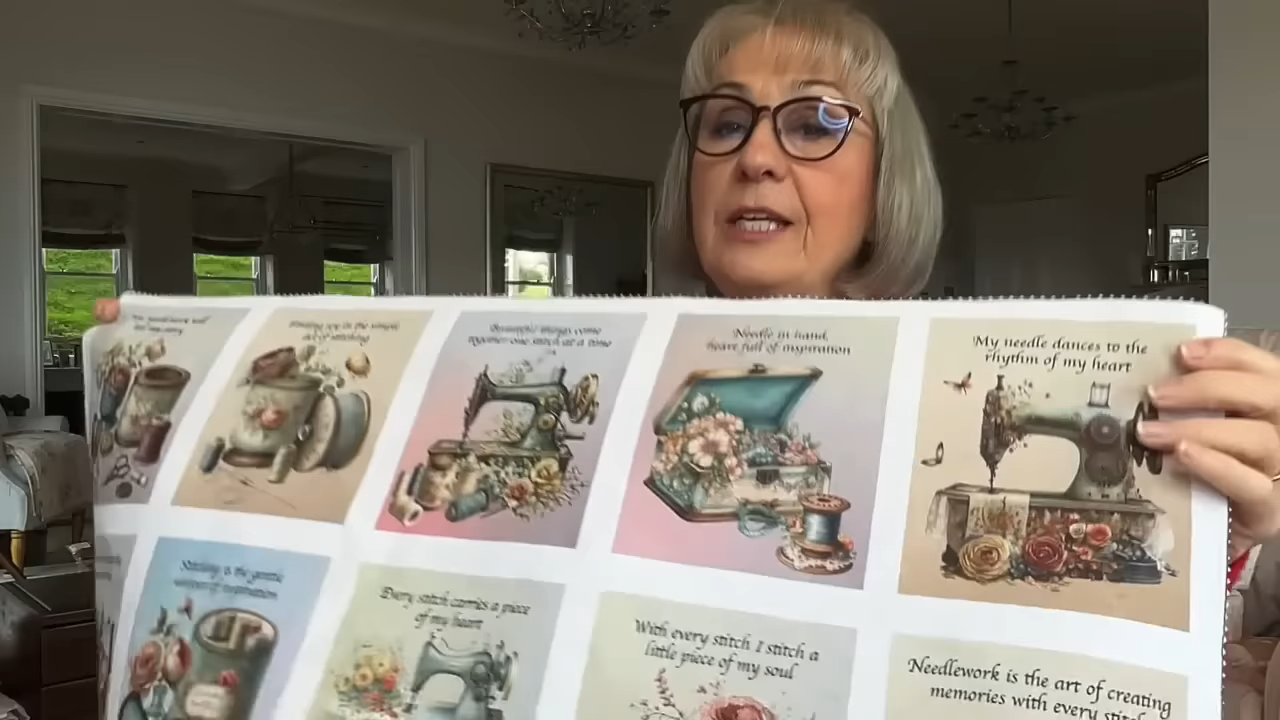 Finding joy in the simple
act of stitching
Beautiful things come
together one stitch at a time
Needle in hand,
heart full of inspiration
My needle dances to the
rhythm of my heart
Stitching is the gentle
of inspiration
Every stitch carries a piece
of my heart
With every stitch I stitch a
little piece of my soul
Needlework is the art of creating
memories with every